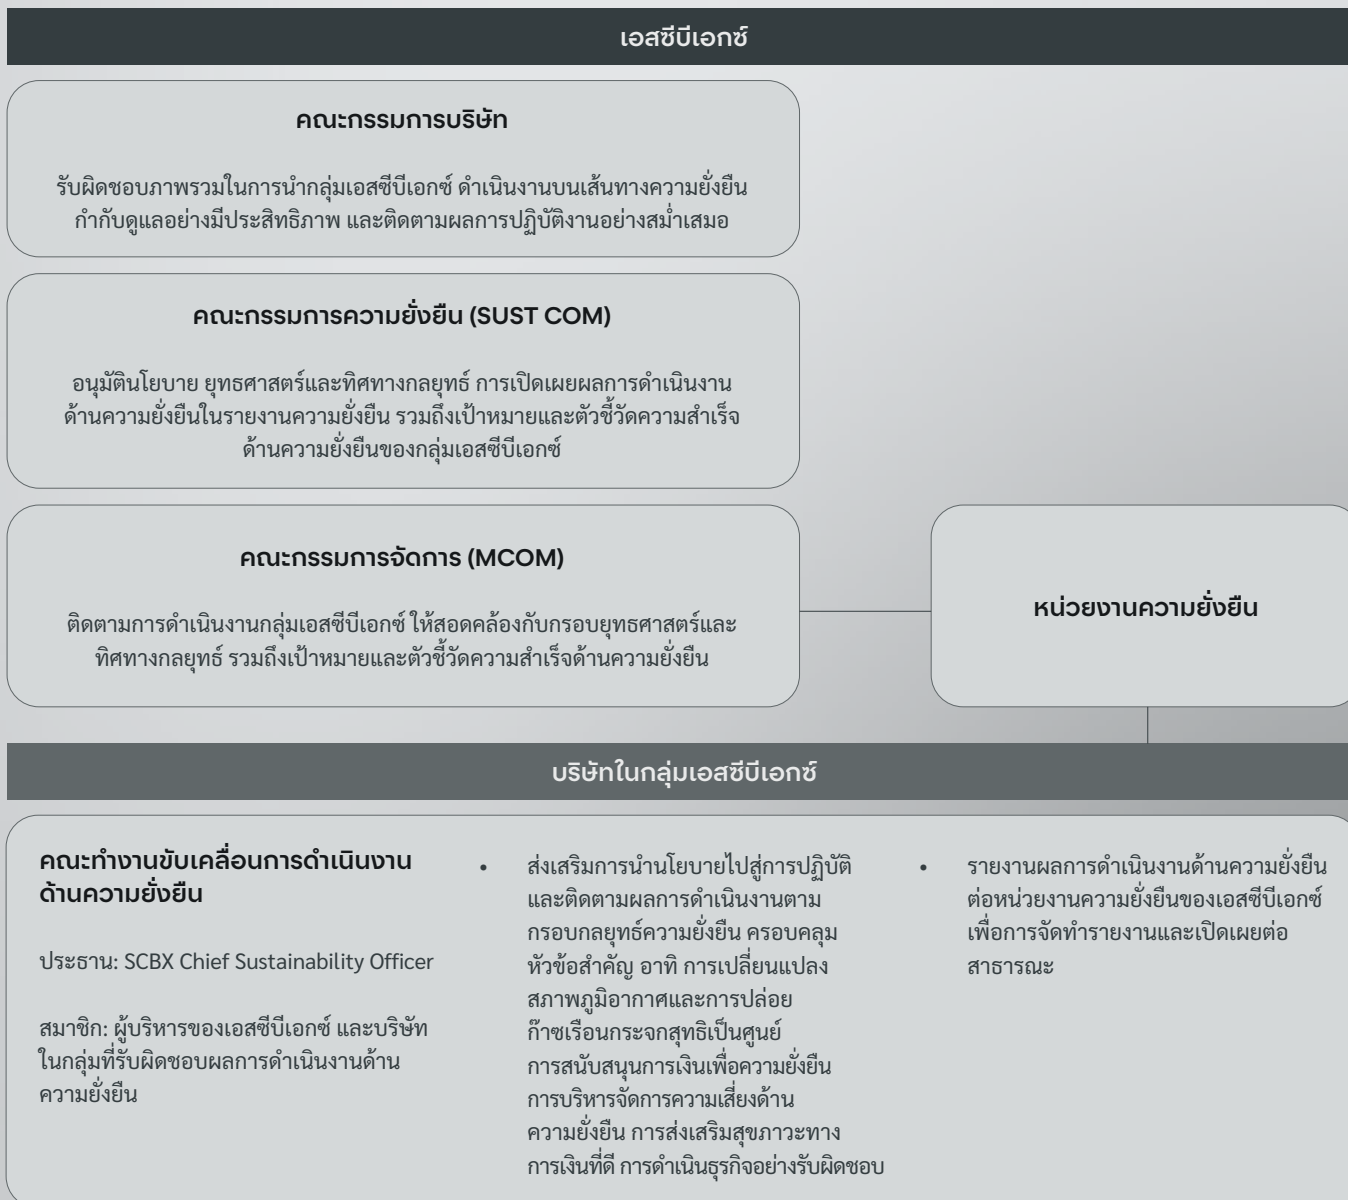 เอสซีบีเอกซ์
คณะกรรมการบริษัท
รับผิดชอบภาพรวมในการนำกลุ่มเอสซีบีเอกซ์ ดำเนินงานบนเส้นทางความยั่งยืน
กำกับดูแลอย่างมีประสิทธิภาพ และติดตามผลการปฏิบัติงานอย่างสม่ำเสมอ
คณะกรรมการความยั่งยืน (SUST COM)
อนุมัตินโยบาย ยุทธศาสตร์และทิศทางกลยุทธ์ การเปิดเผยผลการดำเนินงาน
ด้านความยั่งยืนในรายงานความยั่งยืน รวมถึงเป้าหมายและตัวชี้วัดความสำเร็จ
ด้านความยั่งยืนของกลุ่มเอสซีบีเอกซ์
คณะกรรมการจัดการ (MCOM)
ติดตามการดำเนินงานกลุ่มเอสซีบีเอกซ์ ให้สอดคล้องกับกรอบยุทธศาสตร์และ
ทิศทางกลยุทธ์ รวมถึงเป้าหมายและตัวชี้วัดความสำเร็จด้านความยั่งยืน
หน่วยงานความยั่งยืน
บริษัทในกลุ่มเอสซีบีเอกซ์
คณะทำงานขับเคลื่อนการดำเนินงาน
ด้านความยั่งยืน
ประธาน: SCBX Chief Sustainability Officer
สมาชิก: ผู้บริหารของเอสซีบีเอกซ์ และบริษัท
ในกลุ่มที่รับผิดชอบผลการดำเนินงานด้าน
ความยั่งยืน
• ส่งเสริมการนำนโยบายไปสู่การปฏิบัติ
และติดตามผลการดำเนินงานตาม
กรอบกลยุทธ์ความยั่งยืน ครอบคลุม
หัวข้อสำคัญ อาทิ การเปลี่ยนแปลง
สภาพภูมิอากาศและการปล่อย
ก๊าซเรือนกระจกสุทธิเป็นศูนย์
การสนับสนุนการเงินเพื่อความยั่งยืน
การบริหารจัดการความเสี่ยงด้าน
ความยั่งยืน การส่งเสริมสุขภาวะทาง
การเงินที่ดี การดำเนินธุรกิจอย่างรับผิดชอบ
• รายงานผลการดำเนินงานด้านความยั่งยืน
ต่อหน่วยงานความยั่งยืนของเอสซีบีเอกซ์
เพื่อการจัดทำรายงานและเปิดเผยต่อ
สาธารณะ